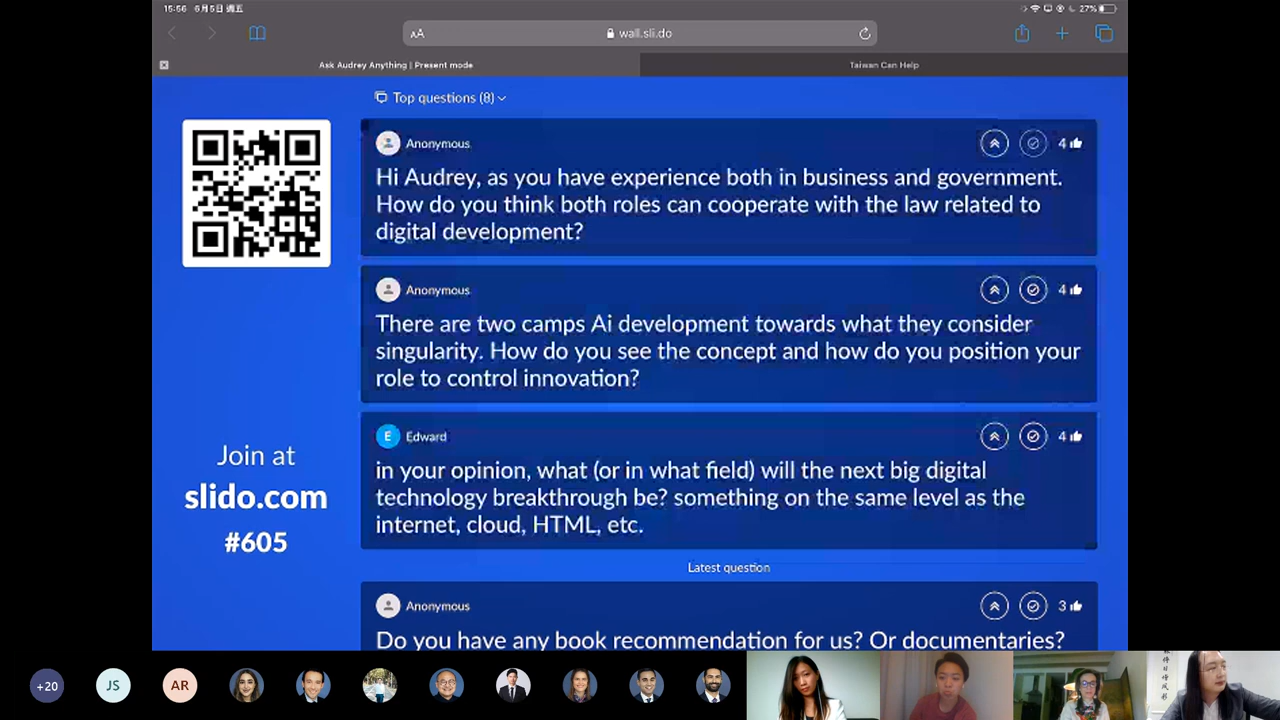 15:56 6月5日 週五
27%
AA
wall.sli.do
Ask Audrey Anything | Present mode
Taiwan Can Help
Top questions (8)
Anonymous
4
Hi Audrey, as you have experience both in business and government.
How do you think both roles can cooperate with the law related to
digital development?
Anonymous
4
There are two camps Ai development towards what they consider
singularity. How do you see the concept and how do you position your
role to control innovation?
E
Edward
4
in your opinion, what (or in what field) will the next big digital
technology breakthrough be? something on the same level as the
internet, cloud, HTML, etc.
Join at
slido.com
#605
Latest question
Anonymous
3
Do you have any book recommendation for us? Or documentaries?
+20
JS
AR